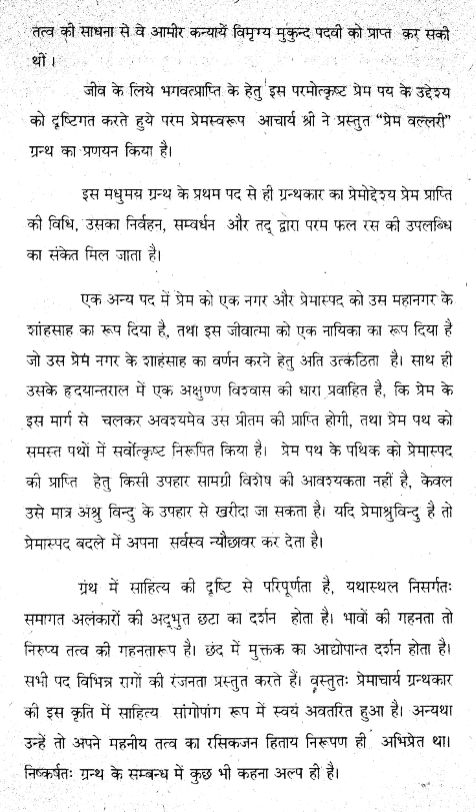 तत्व की साधना से वे आमीर कन्यायें विमृग्य मुकुन्द पदवी को प्राप्त कर सकी
थीं ।
जीव के लिये भगवत्प्राप्ति के हेतु इस परमोत्कृष्ट प्रेम पथ के उद्देश्य
को दृष्टिगत करते हुये परम प्रेमस्वरूप आचार्य श्री ने प्रस्तुत “प्रेम वल्लरी”
ग्रन्थ का प्रणयन किया है।
इस मधुमय ग्रन्थ के प्रथम पद से ही ग्रन्थकार का प्रेमोद्देश्य प्रेम प्राप्ति
की विधि, उसका निर्वहन, सम्वर्धन और तद् द्वारा परम फल रस की उपलब्धि
का संकेत मिल जाता है।
एक अन्य पद में प्रेम को एक नगर और प्रेमास्पद को उस महानगर के
शांहसाह का रूप दिया है, तथा इस जीवात्मा को एक नायिका का रूप दिया है
जो उस प्रेम नगर के शाहसाह का वर्णन करने हेतु अति उत्कंठिता है। साथ ही
उसके हृदयान्तराल में एक अक्षुण्ण विश्वास की धारा प्रवाहित है, कि प्रेम के
इस मार्ग से चलकर अवश्यमेव उस प्रीतम की प्राप्ति होगी, तथा प्रेम पथ को
समस्त पथों में सर्वोत्कृष्ट निरूपित किया है। प्रेम पथ के पथिक को प्रेमास्पद
की प्राप्ति हेतु किसी उपहार सामग्री विशेष की आवश्यकता नहीं है, केवल
उसे मात्र अश्रु विन्दु के उपहार से खरीदा जा सकता है। यदि प्रेमाश्रुविन्दु है तो
प्रेमास्पद बदले में अपना सर्वस्व न्यौछावर कर देता है।
ग्रंथ में साहित्य की दृष्टि से परिपूर्णता है, यथास्थल निसर्गतः
समागत अलंकारों की अद्‌भुत छटा का दर्शन होता है। भावों की गहनता तो
निरुप्य तत्व की गहनतारूप है। छंद में मुक्तक का आद्योपान्त दर्शन होता है।
सभी पद विभिन्न रागों की रंजनता प्रस्तुत करते हैं। वस्तुतः प्रेमाचार्य ग्रन्थकार
की इस कृति में साहित्य सांगोपांग रूप में स्वयं अवतरित हुआ है। अन्यथा
उन्हें तो अपने महनीय तत्व का रसिकजन हिताय निरूपण ही अभिप्रेत था।
निष्कर्षतः ग्रन्थ के सम्बन्ध में कुछ भी कहना अल्प ही है।